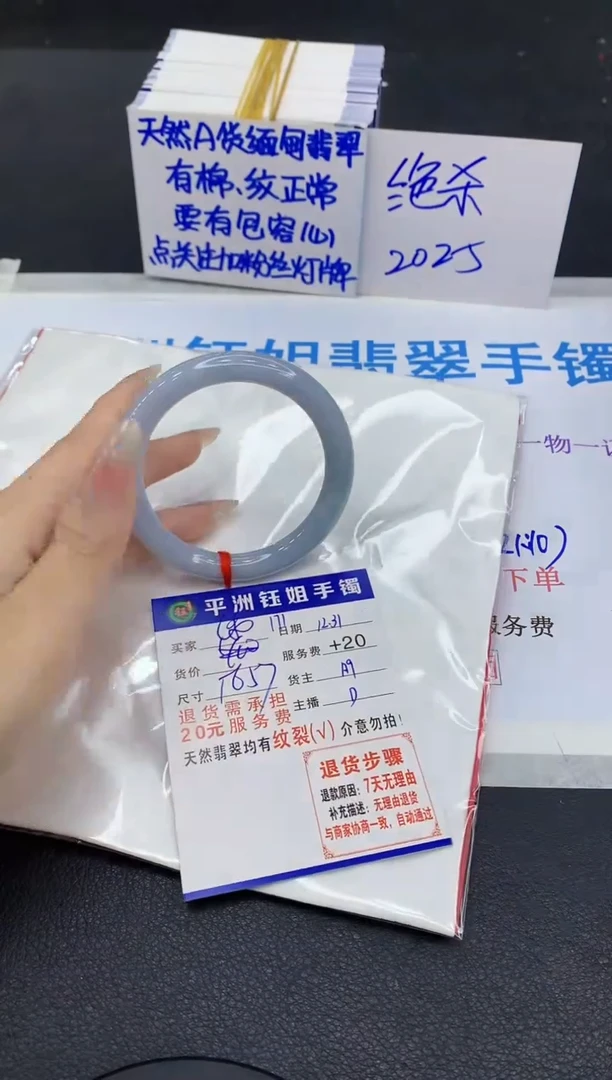 天然A货缅甸翡翠
有棉、纹正常
要有包容心
点关注加粉丝灯牌
绝杀
2025
洲钰姐翡翠手镯
一物一
下单
服务费
平洲钰姐手镯
买家 171 日期 12.31
货价 服务费 +20
尺寸 货主 A9
退货需承担 主播 D
20元服务费
天然翡翠均有纹裂(√)介意勿拍!
退货步骤
退款原因:7天无理由
补充描述:无理由退货
与商家协商一致,自动通过